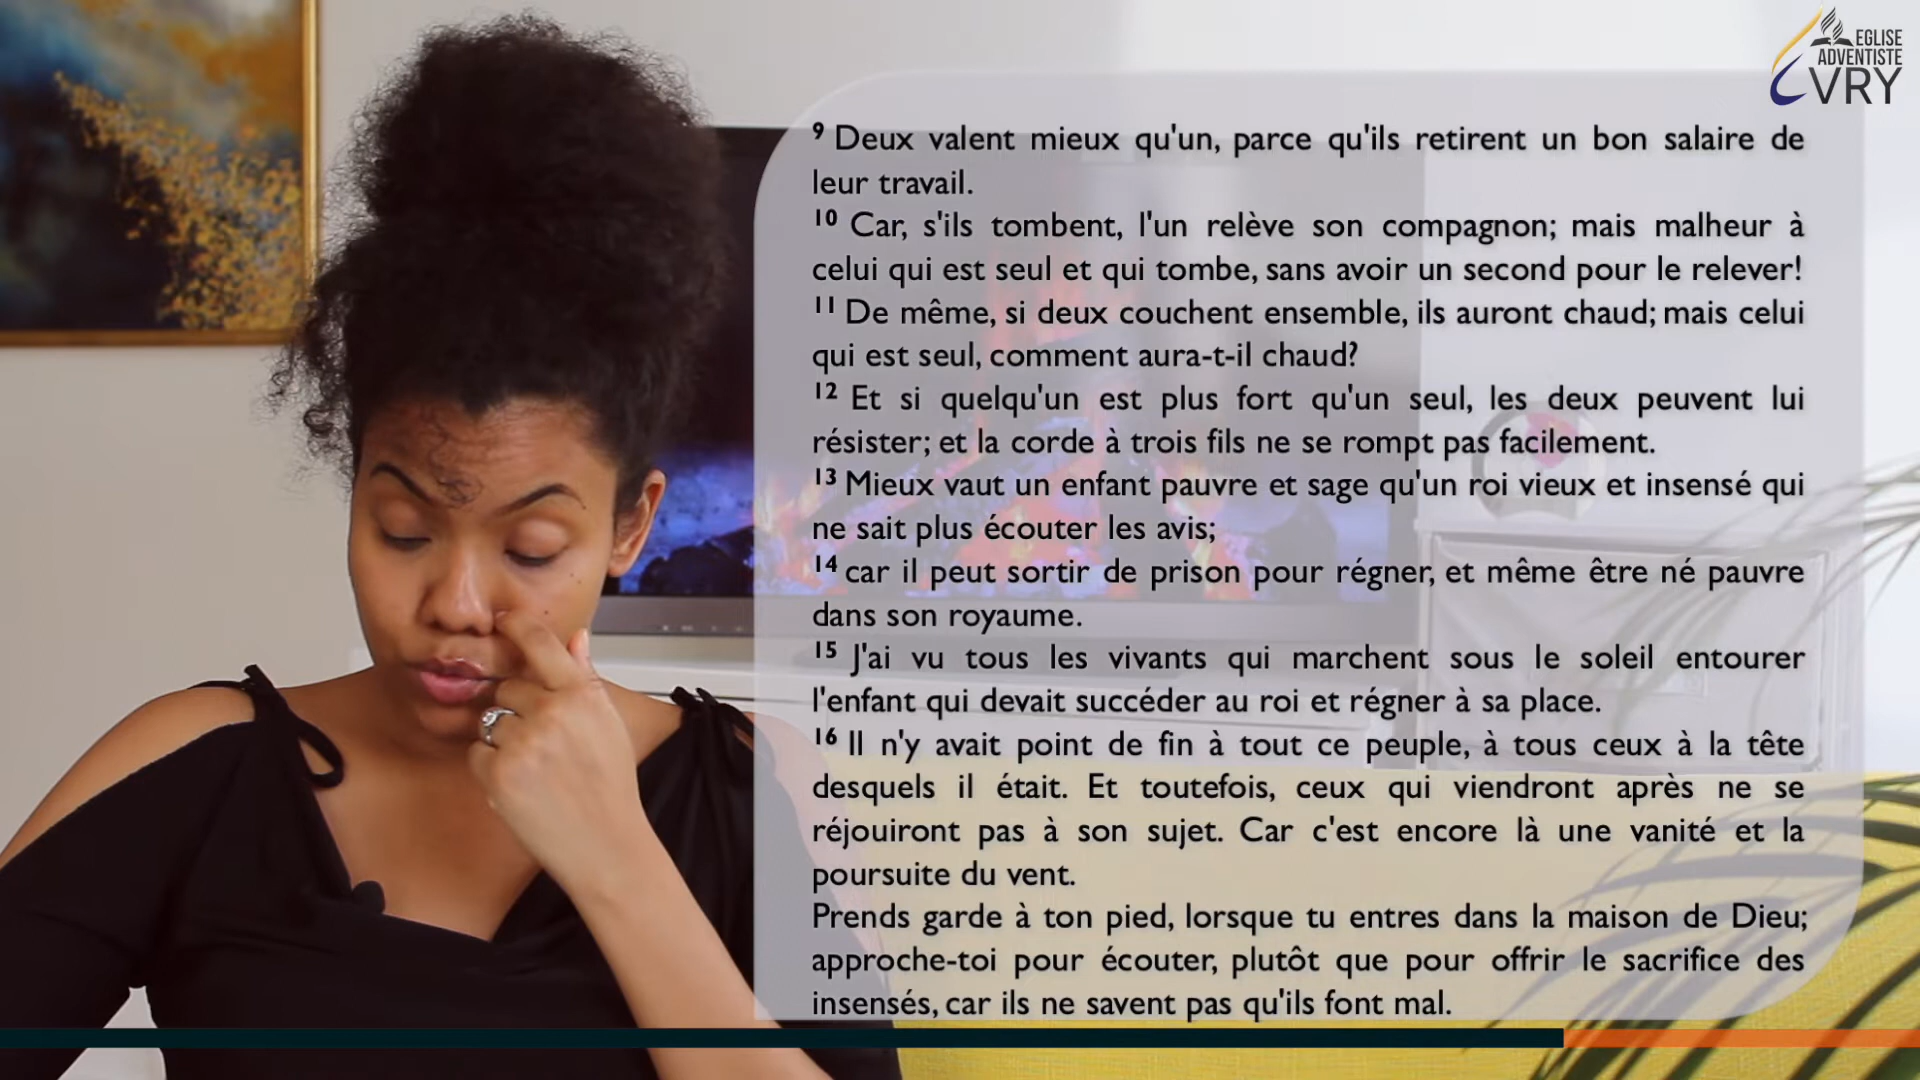 EGLISE
ADVENTISTE
VRY
9 Deux valent mieux qu'un, parce qu'ils retirent un bon salaire de
leur travail.
10 Car, s'ils tombent, l'un relève son compagnon; mais malheur à
celui qui est seul et qui tombe, sans avoir un second pour le relever!
11 De même, si deux couchent ensemble, ils auront chaud; mais celui
qui est seul, comment aura-t-il chaud?
12 Et si quelqu'un est plus fort qu'un seul, les deux peuvent lui
résister; et la corde à trois fils ne se rompt pas facilement.
13 Mieux vaut un enfant pauvre et sage qu'un roi vieux et insensé qui
ne sait plus écouter les avis;
14 car il peut sortir de prison pour régner, et même être né pauvre
dans son royaume.
15 J'ai vu tous les vivants qui marchent sous le soleil entourer
l'enfant qui devait succéder au roi et régner à sa place.
16 Il n'y avait point de fin à tout ce peuple, à tous ceux à la tête
desquels il était. Et toutefois, ceux qui viendront après ne se
réjouiront pas à son sujet. Car c'est encore là une vanité et la
poursuite du vent.
Prends garde à ton pied, lorsque tu entres dans la maison de Dieu;
approche-toi pour écouter, plutôt que pour offrir le sacrifice des
insensés, car ils ne savent pas qu'ils font mal.